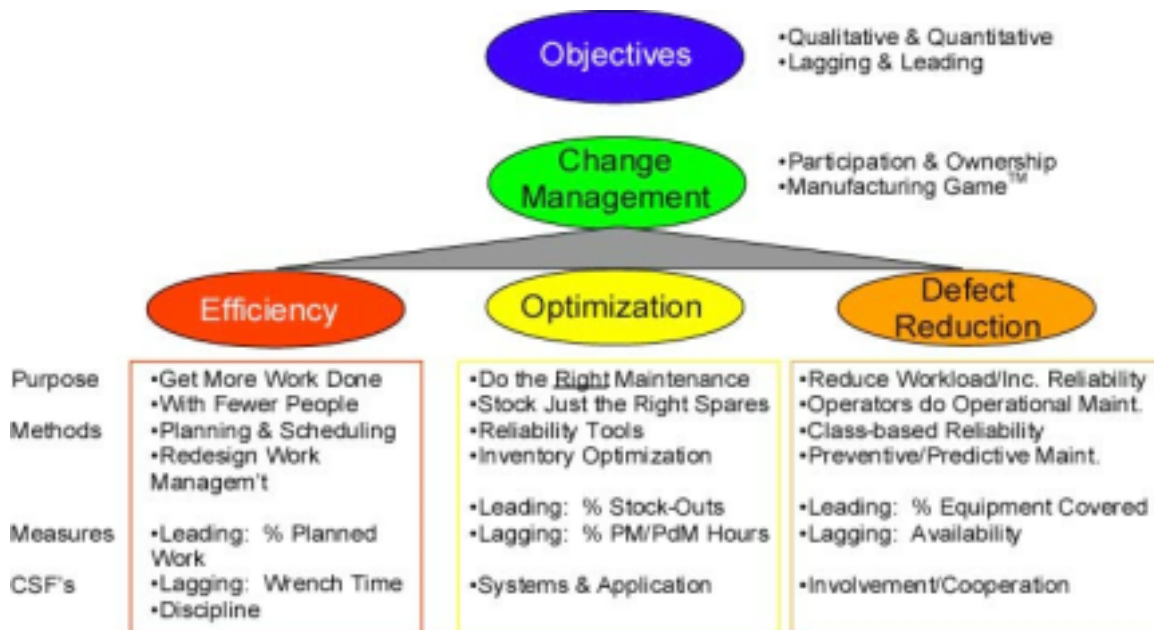 Objectives
•Qualitative & Quantitative
•Lagging & Leading
Change
Management
•Participation & Ownership
•Manufacturing Game™
Efficiency
Optimization
Defect
Reduction
Purpose
Methods
Measures
CSF's
•Get More Work Done
•With Fewer People
•Planning & Scheduling
•Redesign Work
Managem't
•Leading: % Planned
Work
•Lagging: Wrench Time
•Discipline
•Do the Right Maintenance
•Stock Just the Right Spares
•Reliability Tools
•Inventory Optimization
•Leading: % Stock-Outs
•Lagging: % PM/PdM Hours
•Systems & Application
•Reduce Workload/Inc. Reliability
•Operators do Operational Maint.
•Class-based Reliability
•Preventive/Predictive Maint.
•Leading: % Equipment Covered
•Lagging: Availability
•Involvement/Cooperation